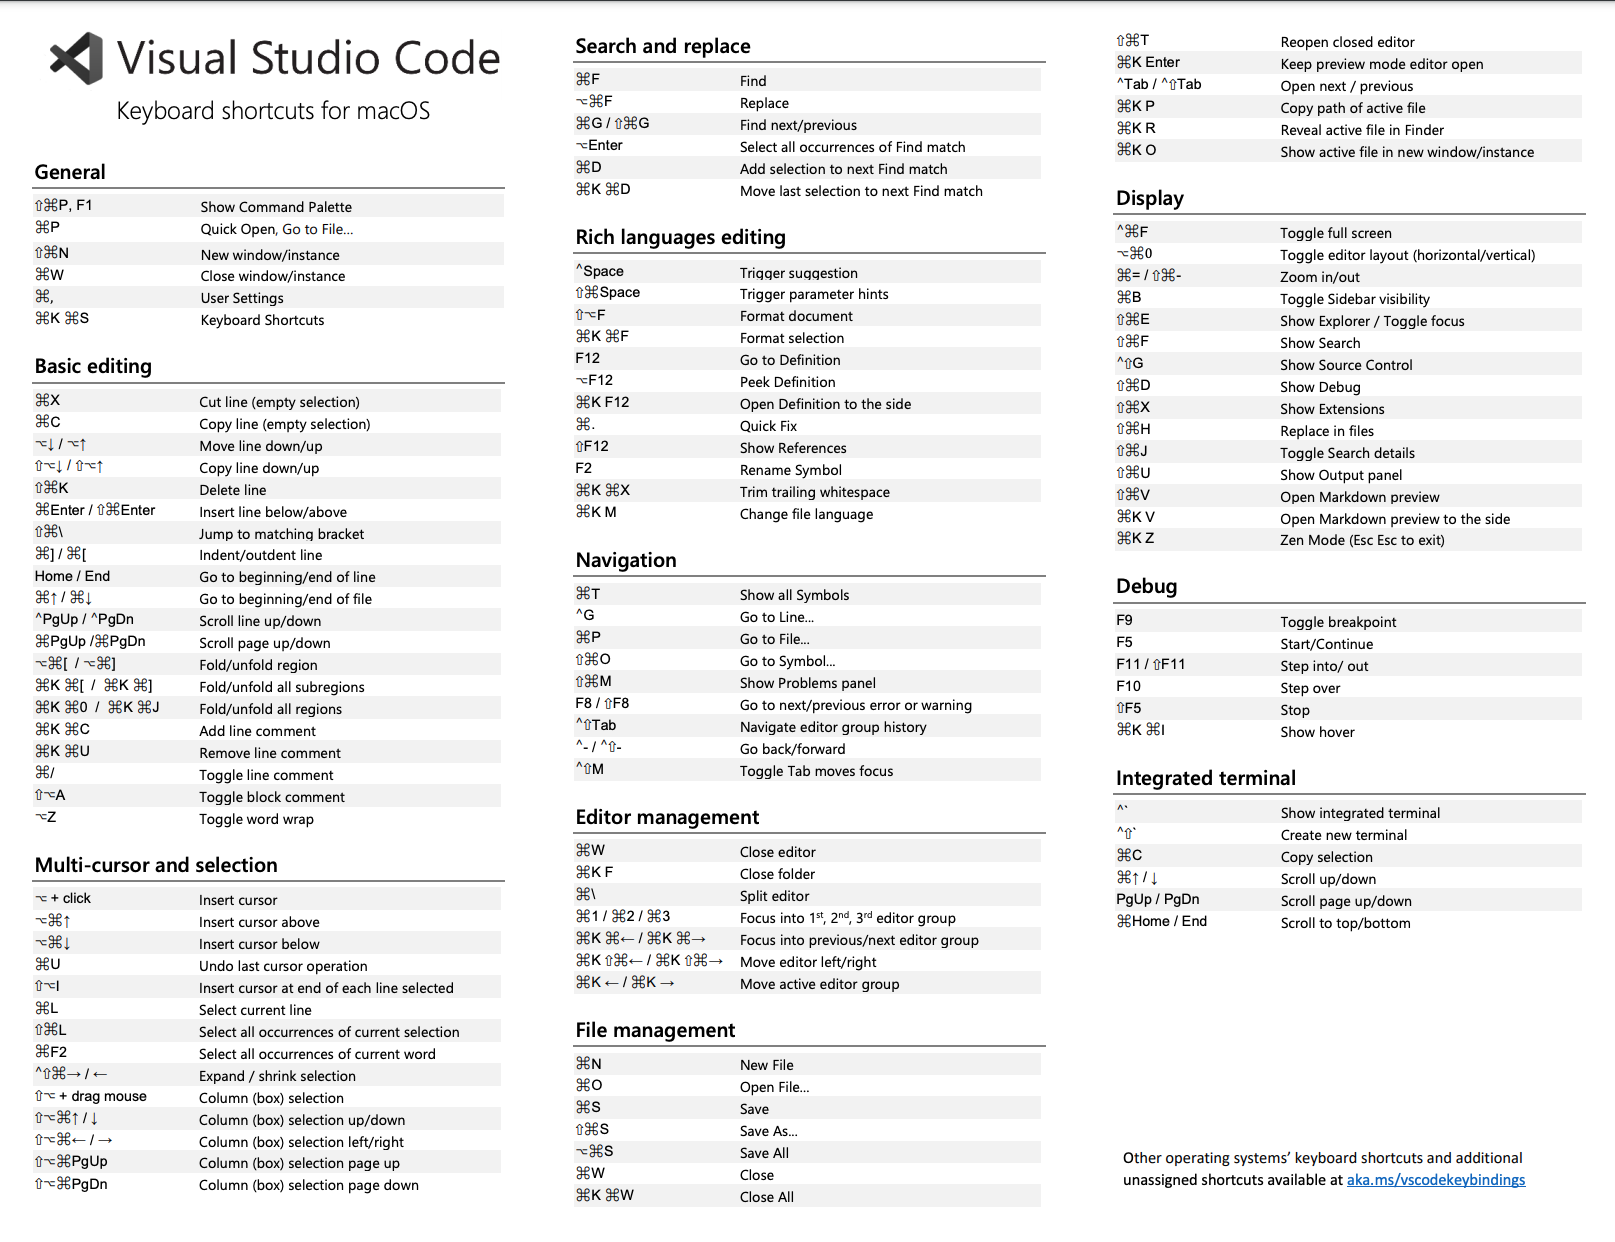 Visual Studio Code
Keyboard shortcuts for macOS
General
⇧⌘P, F1 Show Command Palette
⌘P Quick Open, Go to File…
⇧⌘N New window/instance
⌘W Close window/instance
⌘, User Settings
⌘K ⌘S Keyboard Shortcuts
Basic editing
⌘X Cut line (empty selection)
⌘C Copy line (empty selection)
⌥↓ / ⌥↑ Move line down/up
⇧⌥↓ / ⇧⌥↑ Copy line down/up
⇧⌘K Delete line
⌘Enter / ⇧⌘Enter Insert line below/above
⇧⌘\ Jump to matching bracket
⌘] / ⌘[ Indent/outdent line
Home / End Go to beginning/end of line
⌘↑ / ⌘↓ Go to beginning/end of file
^PgUp / ^PgDn Scroll line up/down
⌘PgUp /⌘PgDn Scroll page up/down
⌥⌘[ / ⌥⌘] Fold/unfold region
⌘K ⌘[ / ⌘K ⌘] Fold/unfold all subregions
⌘K ⌘0 / ⌘K ⌘J Fold/unfold all regions
⌘K ⌘C Add line comment
⌘K ⌘U Remove line comment
⌘/ Toggle line comment
⇧⌥A Toggle block comment
⌥Z Toggle word wrap
Multi-cursor and selection
⌥ + click Insert cursor
⌥⌘↑ Insert cursor above
⌥⌘↓ Insert cursor below
⌘U Undo last cursor operation
⇧⌥I Insert cursor at end of each line selected
⌘L Select current line
⇧⌘L Select all occurrences of current selection
⌘F2 Select all occurrences of current word
^⇧⌘→ / ← Expand / shrink selection
⇧⌥ + drag mouse Column (box) selection
⇧⌥⌘↑ / ↓ Column (box) selection up/down
⇧⌥⌘← / → Column (box) selection left/right
⇧⌥⌘PgUp Column (box) selection page up
⇧⌥⌘PgDn Column (box) selection page down
Search and replace
⌘F Find
⌥⌘F Replace
⌘G / ⇧⌘G Find next/previous
⌥Enter Select all occurrences of Find match
⌘D Add selection to next Find match
⌘K ⌘D Move last selection to next Find match
Rich languages editing
^Space Trigger suggestion
⇧⌘Space Trigger parameter hints
⇧⌥F Format document
⌘K ⌘F Format selection
F12 Go to Definition
⌥F12 Peek Definition
⌘K F12 Open Definition to the side
⌘. Quick Fix
⇧F12 Show References
F2 Rename Symbol
⌘K ⌘X Trim trailing whitespace
⌘K M Change file language
Navigation
⌘T Show all Symbols
^G Go to Line...
⌘P Go to File...
⇧⌘O Go to Symbol...
⇧⌘M Show Problems panel
F8 / ⇧F8 Go to next/previous error or warning
^⇧Tab Navigate editor group history
^- / ^⇧- Go back/forward
^⇧M Toggle Tab moves focus
Editor management
⌘W Close editor
⌘K F Close folder
⌘\ Split editor
⌘1 / ⌘2 / ⌘3 Focus into 1st, 2nd, 3rd editor group
⌘K ⌘← / ⌘K ⌘→ Focus into previous/next editor group
⌘K ⇧⌘← / ⌘K ⇧⌘→ Move editor left/right
⌘K ← / ⌘K → Move active editor group
File management
⌘N New File
⌘O Open File...
⌘S Save
⇧⌘S Save As...
⌥⌘S Save All
⌘W Close
⌘K ⌘W Close All
⇧⌘T Reopen closed editor
⌘K Enter Keep preview mode editor open
^Tab / ^⇧Tab Open next / previous
⌘K P Copy path of active file
⌘K R Reveal active file in Finder
⌘K O Show active file in new window/instance
Display
^⌘F Toggle full screen
⌥⌘0 Toggle editor layout (horizontal/vertical)
⌘= / ⇧⌘- Zoom in/out
⌘B Toggle Sidebar visibility
⇧⌘E Show Explorer / Toggle focus
⇧⌘F Show Search
^⇧G Show Source Control
⇧⌘D Show Debug
⇧⌘X Show Extensions
⇧⌘H Replace in files
⇧⌘J Toggle Search details
⇧⌘U Show Output panel
⇧⌘V Open Markdown preview
⌘K V Open Markdown preview to the side
⌘K Z Zen Mode (Esc Esc to exit)
Debug
F9 Toggle breakpoint
F5 Start/Continue
F11 / ⇧F11 Step into/ out
F10 Step over
⇧F5 Stop
⌘K ⌘I Show hover
Integrated terminal
^` Show integrated terminal
^⇧` Create new terminal
⌘C Copy selection
⌘↑ / ↓ Scroll up/down
PgUp / PgDn Scroll page up/down
⌘Home / End Scroll to top/bottom
Other operating systems’ keyboard shortcuts and additional
unassigned shortcuts available at aka.ms/vscodekeybindings